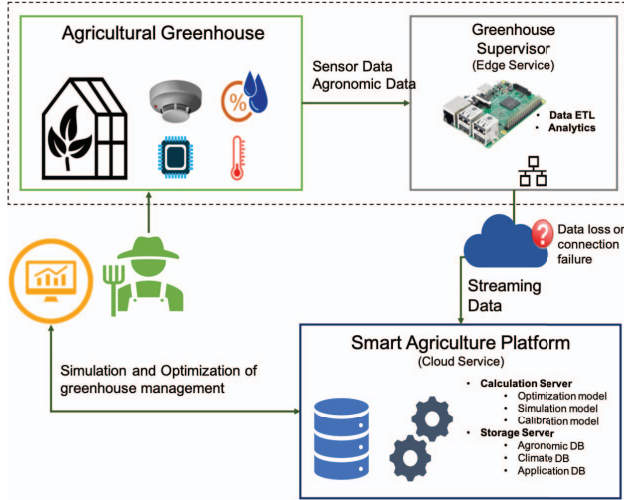 Agricultural Greenhouse
%
Sensor Data
Agronomic Data
Greenhouse
Supervisor
(Edge Service)
• Data ETL
• Analytics
?
Data loss or
connection
failure
Streaming
Data
Simulation and Optimization of
greenhouse management
Smart Agriculture Platform
(Cloud Service)
• Calculation Server
• Optimization model
• Simulation model
• Calibration model
• Storage Server
• Agronomic DB
• Climate DB
• Application DB